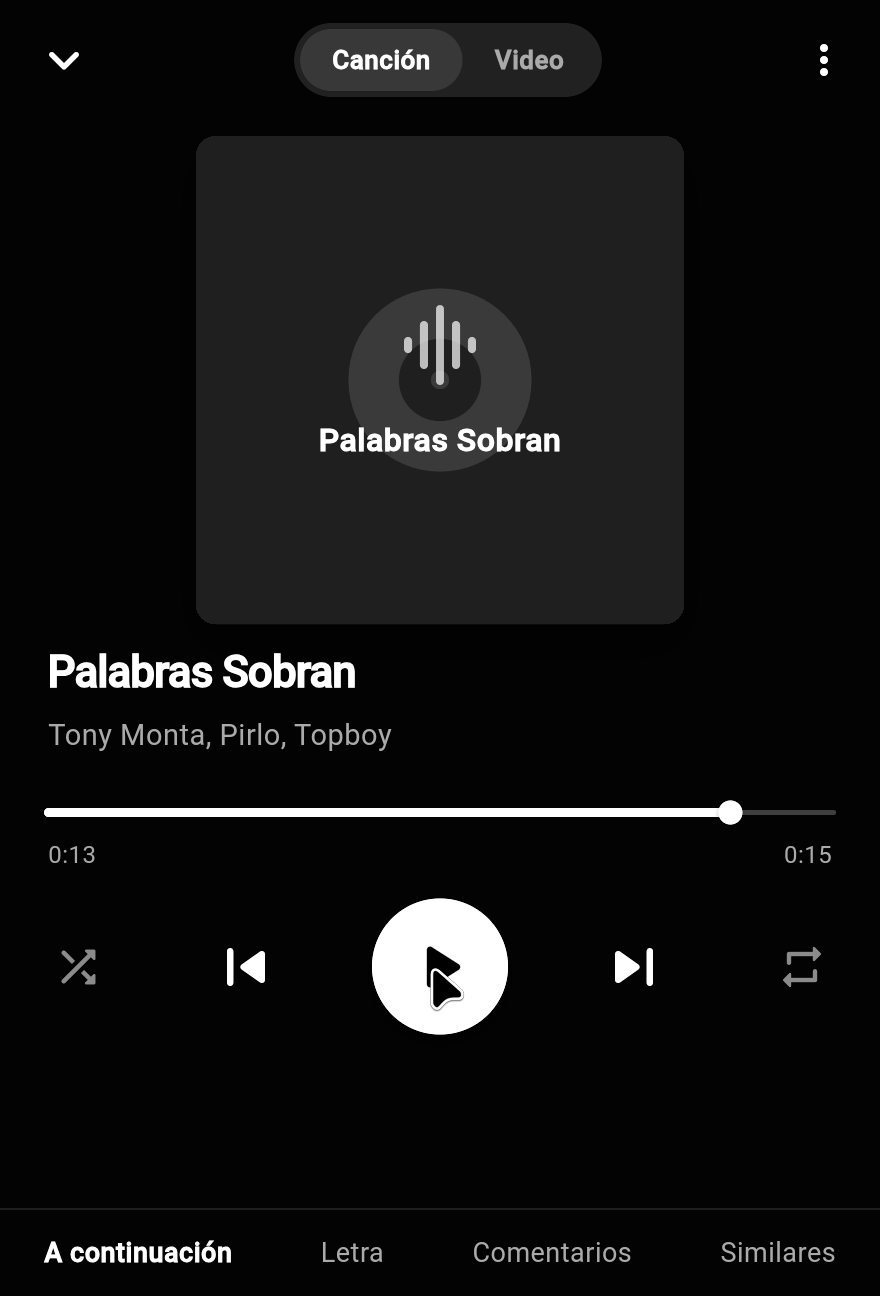 Canción Video
Palabras Sobran
Palabras Sobran
Tony Monta, Pirlo, Topboy
0:13 0:15
A continuación Letra Comentarios Similares